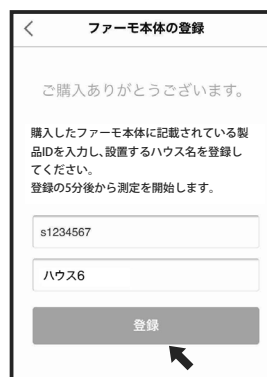 ファーモ本体の登録
ご購入ありがとうございます。
購入したファーモ本体に記載されている製
品IDを入力し、設置するハウス名を登録し
てください。
登録の5分後から測定を開始します。
s1234567
ハウス6
登録